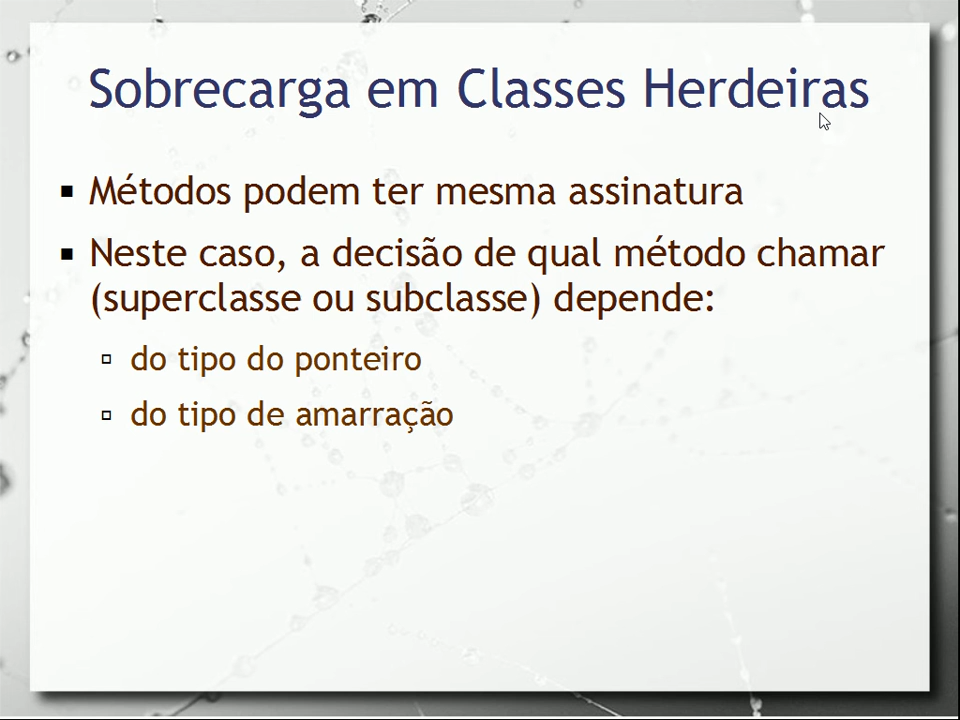 Sobrecarga em Classes Herdeiras
Métodos podem ter mesma assinatura
Neste caso, a decisão de qual método chamar
(superclasse ou subclasse) depende:
do tipo do ponteiro
do tipo de amarração